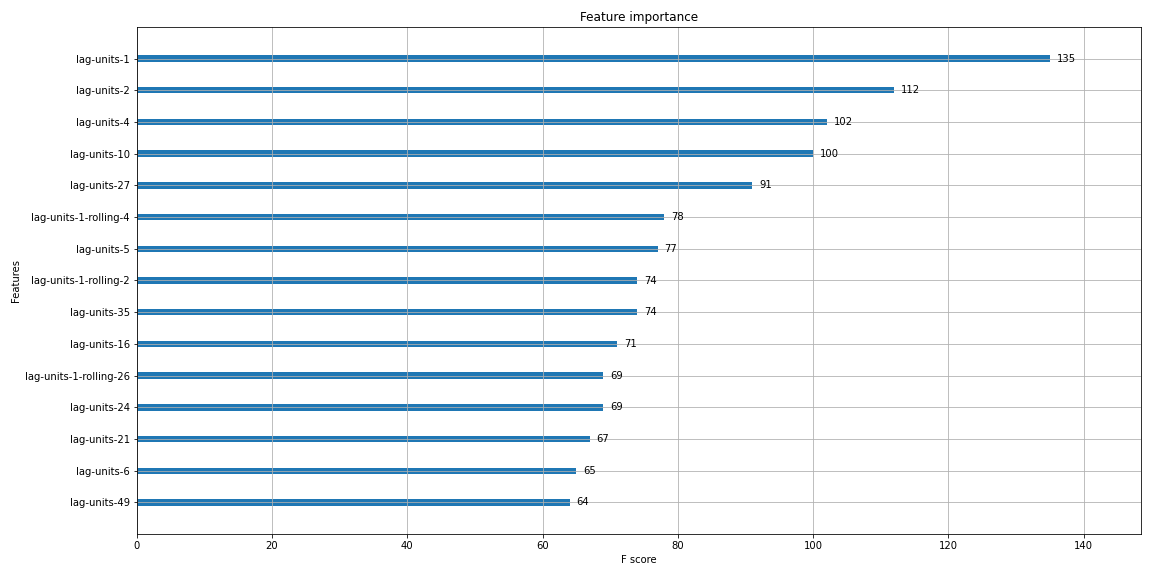 Feature importance
Features
lag-units-1 135
lag-units-2 112
lag-units-4 102
lag-units-10 100
lag-units-27 91
lag-units-1-rolling-4 78
lag-units-5 77
lag-units-1-rolling-2 74
lag-units-35 74
lag-units-16 71
lag-units-1-rolling-26 69
lag-units-24 69
lag-units-21 67
lag-units-6 65
lag-units-49 64
0 20 40 60 80 100 120 140
F score